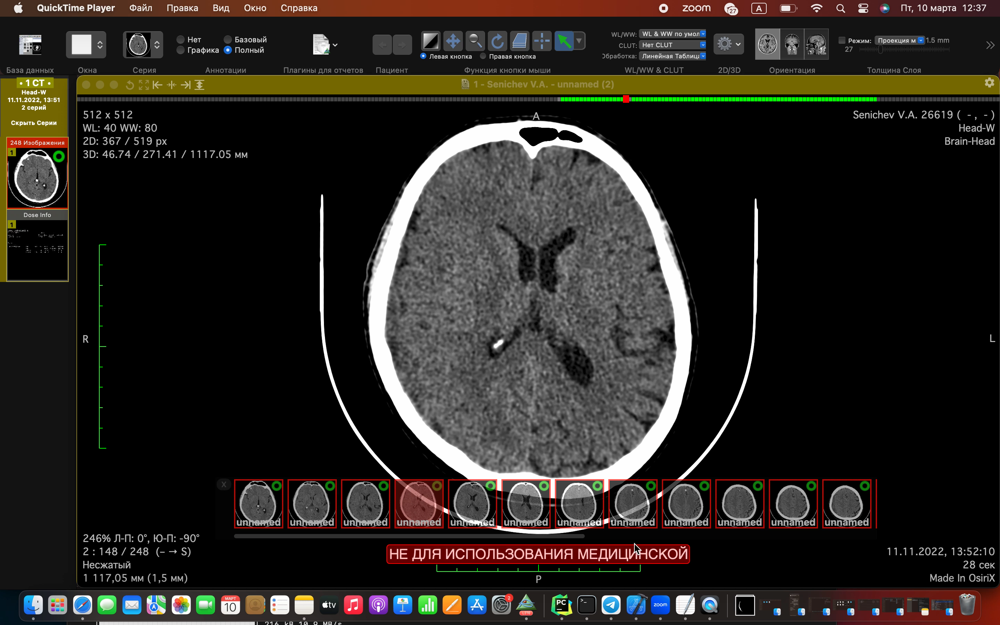 QuickTime Player Файл Правка Вид Окно Справка
zoom 27 A Пт, 10 марта 12:37
Нет Базовый
Графика Полный
Левая кнопка Правая кнопка
WL/WW: WL & WW по умол
CLUT: Нет CLUT
Обработка: Линейная Таблица
Режим: Проекция м 1.5 mm
27
База данных Окна Серия Аннотации Плагины для отчетов Пациент Функция кнопки мыши WL/WW & CLUT 2D/3D Ориентация Толщина Слоя
• 1 CT •
Head-W
11.11.2022, 13:51
2 серий
Скрыть Серии
248 Изображения
1
Dose Info
1
1 - Senichev V.A. - unnamed (2)
512 x 512
WL: 40 WW: 80
2D: 367 / 519 px
3D: 46.74 / 271.41 / 1117.05 мм
A
Senichev V.A. 26619 ( - , - )
Head-W
Brain-Head
R
L
X
unnamed unnamed unnamed unnamed unnamed unnamed unnamed unnamed unnamed unnamed unnamed unnamed
246% Л-П: 0°, Ю-П: -90°
2 : 148 / 248 (– → S)
Несжатый
1 117,05 мм (1,5 мм)
НЕ ДЛЯ ИСПОЛЬЗОВАНИЯ МЕДИЦИНСКОЙ
P
11.11.2022, 13:52:10
28 сек
Made In OsiriX
МАРТ
10
tv
2
LITE
PC
zoom